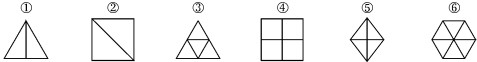 ① ② ③ ④ ⑤ ⑥